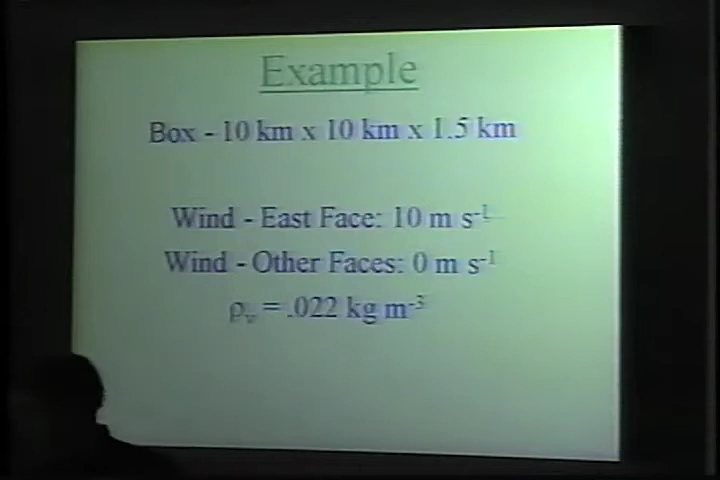 Example
Box - 10 km x 10 km x 1.5 km
Wind - East Face: 10 m s⁻¹
Wind - Other Faces: 0 m s⁻¹
ρᵥ = .022 kg m⁻³